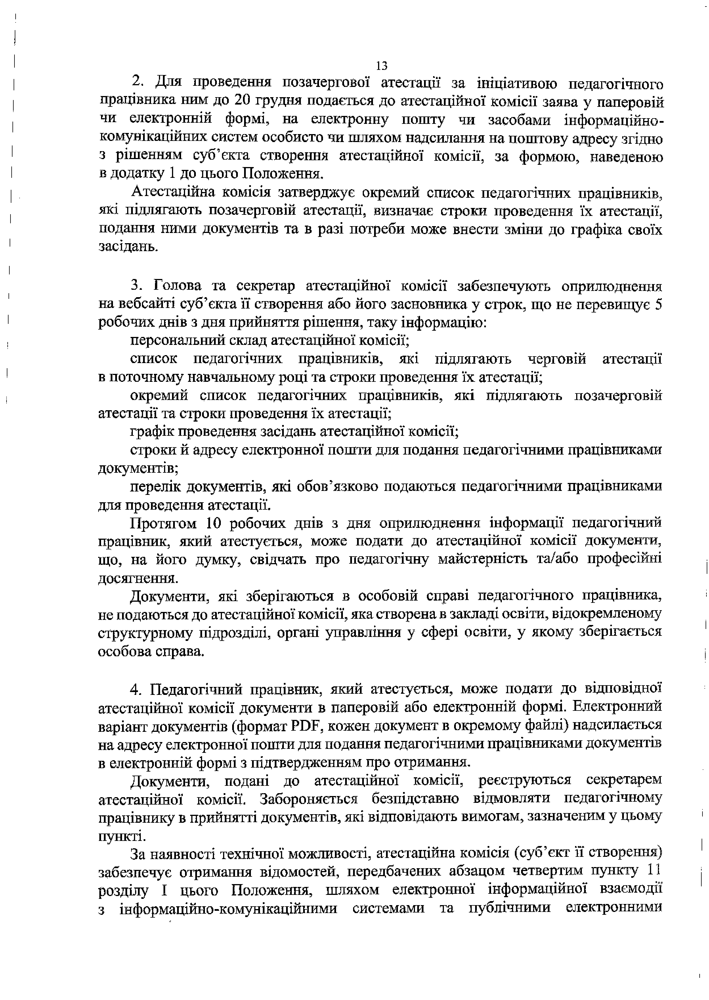 13
2. Для проведення позачергової атестації за ініціативою педагогічного
працівника ним до 20 грудня подається до атестаційної комісії заява у паперовій
чи електронній формі, на електронну пошту чи засобами інформаційно-
комунікаційних систем особисто чи шляхом надсилання на поштову адресу згідно
з рішенням суб’єкта створення атестаційної комісії, за формою, наведеною
в додатку 1 до цього Положення.
Атестаційна комісія затверджує окремий список педагогічних працівників,
які підлягають позачерговій атестації, визначає строки проведення їх атестації,
подання ними документів та в разі потреби може внести зміни до графіка своїх
засідань.
3. Голова та секретар атестаційної комісії забезпечують оприлюднення
на вебсайті суб’єкта її створення або його засновника у строк, що не перевищує 5
робочих днів з дня прийняття рішення, таку інформацію:
персональний склад атестаційної комісії;
список педагогічних працівників, які підлягають черговій атестації
в поточному навчальному році та строки проведення їх атестації;
окремий список педагогічних працівників, які підлягають позачерговій
атестації та строки проведення їх атестації;
графік проведення засідань атестаційної комісії;
строки й адресу електронної пошти для подання педагогічними працівниками
документів;
перелік документів, які обов’язково подаються педагогічними працівниками
для проведення атестації.
Протягом 10 робочих днів з дня оприлюднення інформації педагогічний
працівник, який атестується, може подати до атестаційної комісії документи,
що, на його думку, свідчать про педагогічну майстерність та/або професійні
досягнення.
Документи, які зберігаються в особовій справі педагогічного працівника,
не подаються до атестаційної комісії, яка створена в закладі освіти, відокремленому
структурному підрозділі, органі управління у сфері освіти, у якому зберігається
особова справа.
4. Педагогічний працівник, який атестується, може подати до відповідної
атестаційної комісії документи в паперовій або електронній формі. Електронний
варіант документів (формат PDF, кожен документ в окремому файлі) надсилається
на адресу електронної пошти для подання педагогічними працівниками документів
в електронній формі з підтвердженням про отримання.
Документи, подані до атестаційної комісії, реєструються секретарем
атестаційної комісії. Забороняється безпідставно відмовляти педагогічному
працівнику в прийнятті документів, які відповідають вимогам, зазначеним у цьому
пункті.
За наявності технічної можливості, атестаційна комісія (суб’єкт її створення)
забезпечує отримання відомостей, передбачених абзацом четвертим пункту 11
розділу I цього Положення, шляхом електронної інформаційної взаємодії
з інформаційно-комунікаційними системами та публічними електронними